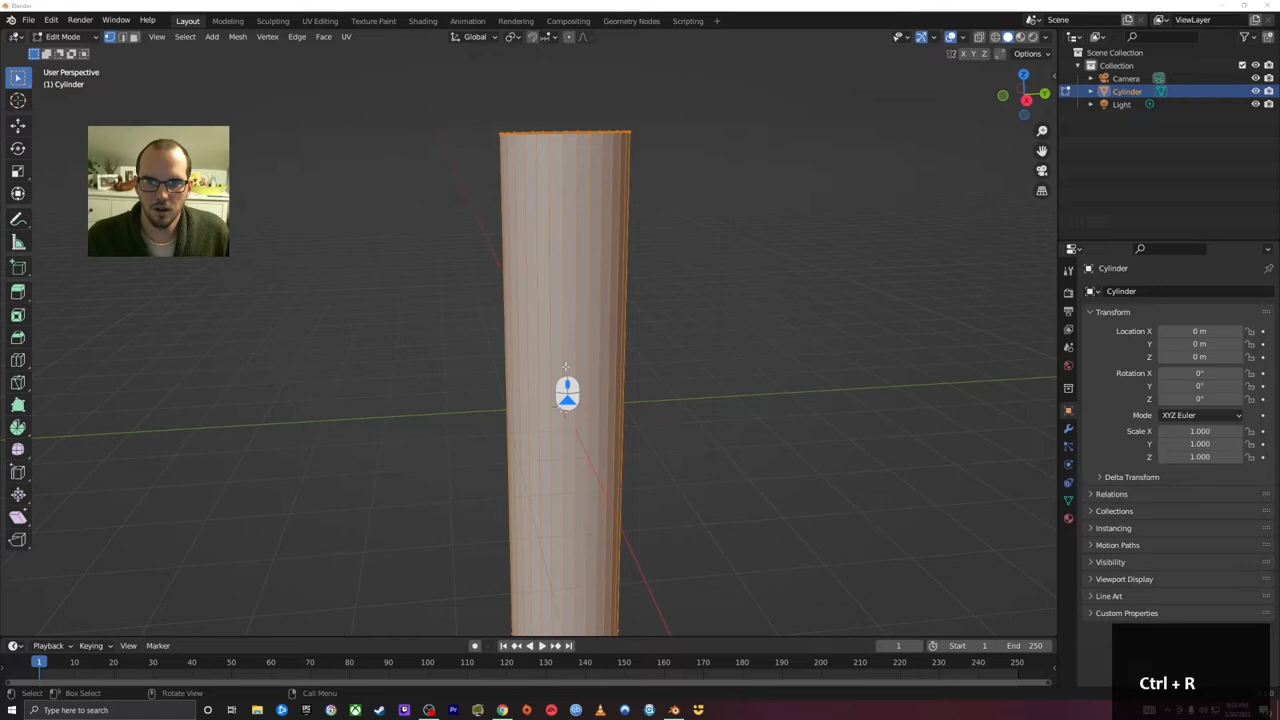 Blender
File Edit Render Window Help Layout Modeling Sculpting UV Editing Texture Paint Shading Animation Rendering Compositing Geometry Nodes Scripting + Scene ViewLayer
Edit Mode View Select Add Mesh Vertex Edge Face UV Global
X Y Z Options
User Perspective
(1) Cylinder
Z
Y
X
Scene Collection
Collection
Camera
Cylinder
Light
Cylinder
Cylinder
Transform
Location X 0 m
Y 0 m
Z 0 m
Rotation X 0°
Y 0°
Z 0°
Mode XYZ Euler
Scale X 1.000
Y 1.000
Z 1.000
Delta Transform
Relations
Collections
Instancing
Motion Paths
Visibility
Viewport Display
Line Art
Custom Properties
Playback Keying View Marker 1 Start 1 End 250
1 10 20 30 40 50 60 70 80 90 100 110 120 130 140 150 160 170 180 190 200 210 220 230 240 250
Ctrl + R
Select Box Select Rotate View Call Menu
Type here to search